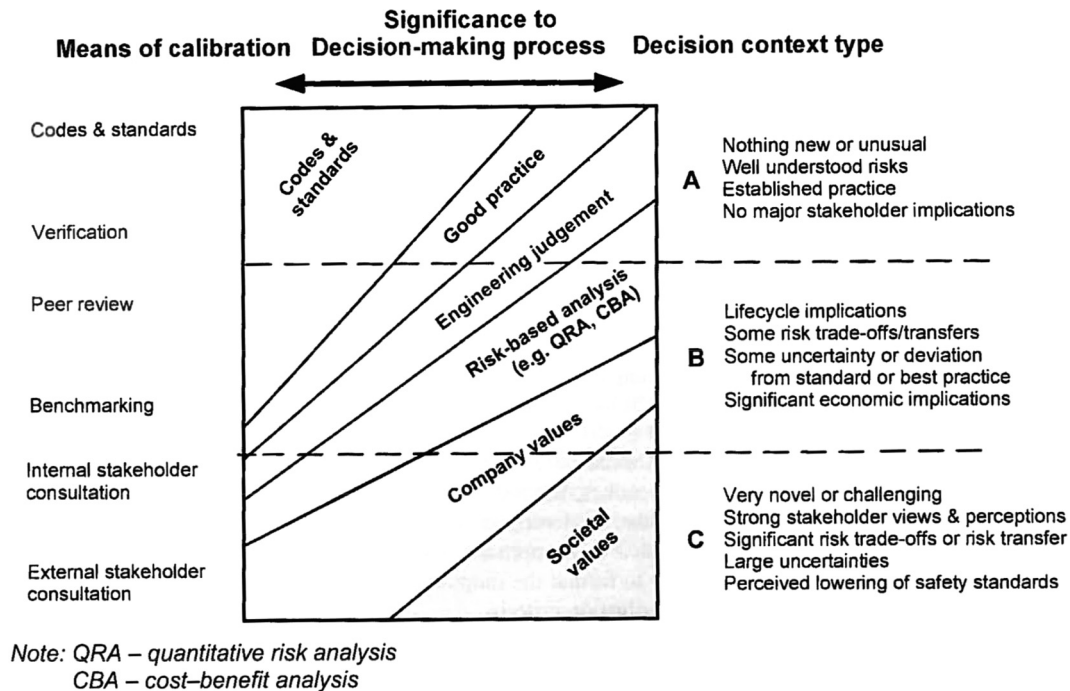 Significance to
Means of calibration Decision-making process Decision context type
Codes & standards
Verification
Peer review
Benchmarking
Internal stakeholder
consultation
External stakeholder
consultation
Codes &
standards
Good practice
Engineering judgement
Risk-based analysis
(e.g. QRA, CBA)
Company values
Societal
values
A
Nothing new or unusual
Well understood risks
Established practice
No major stakeholder implications
B
Lifecycle implications
Some risk trade-offs/transfers
Some uncertainty or deviation
from standard or best practice
Significant economic implications
C
Very novel or challenging
Strong stakeholder views & perceptions
Significant risk trade-offs or risk transfer
Large uncertainties
Perceived lowering of safety standards
Note: QRA – quantitative risk analysis
CBA – cost–benefit analysis